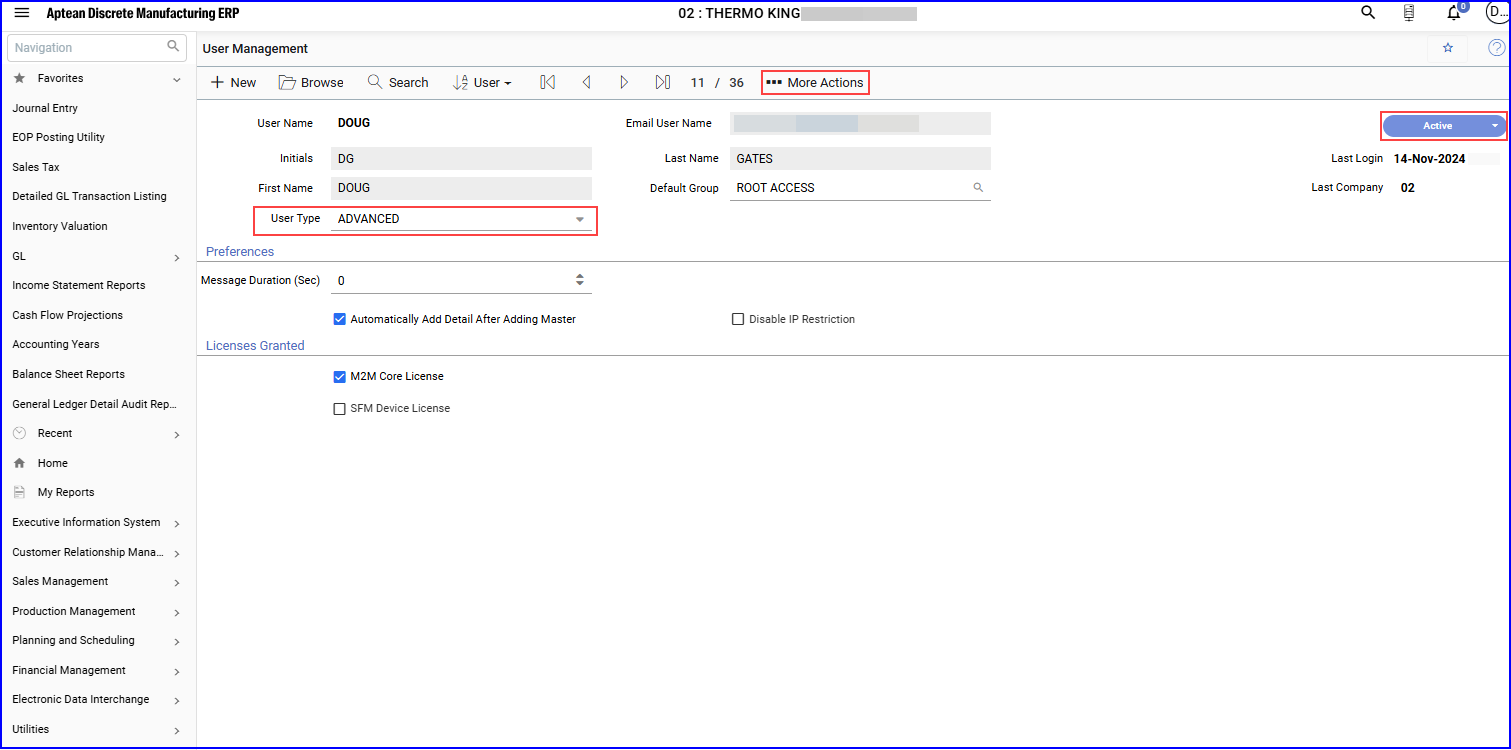 Aptean Discrete Manufacturing ERP
02 : THERMO KING
0
D...
Navigation
Favorites
Journal Entry
EOP Posting Utility
Sales Tax
Detailed GL Transaction Listing
Inventory Valuation
GL
Income Statement Reports
Cash Flow Projections
Accounting Years
Balance Sheet Reports
General Ledger Detail Audit Rep...
Recent
Home
My Reports
Executive Information System
Customer Relationship Mana...
Sales Management
Production Management
Planning and Scheduling
Financial Management
Electronic Data Interchange
Utilities
User Management
?
New Browse Search User 11 / 36 More Actions
User Name DOUG Email User Name Active
Initials DG Last Name GATES Last Login 14-Nov-2024
First Name DOUG Default Group ROOT ACCESS Last Company 02
User Type ADVANCED
Preferences
Message Duration (Sec) 0
Automatically Add Detail After Adding Master Disable IP Restriction
Licenses Granted
M2M Core License
SFM Device License